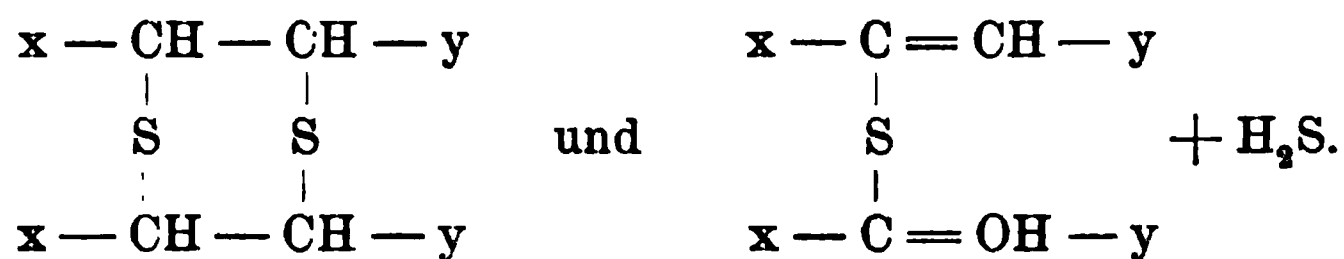 x — CH — CH — y x — C = CH — y
S S und S + H₂S.
x — CH — CH — y x — C = OH — y